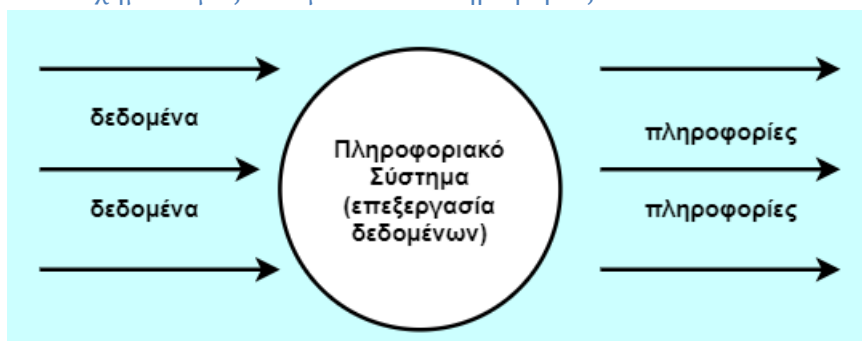 δεδομένα
δεδομένα
Πληροφοριακό
Σύστημα
(επεξεργασία
δεδομένων)
πληροφορίες
πληροφορίες